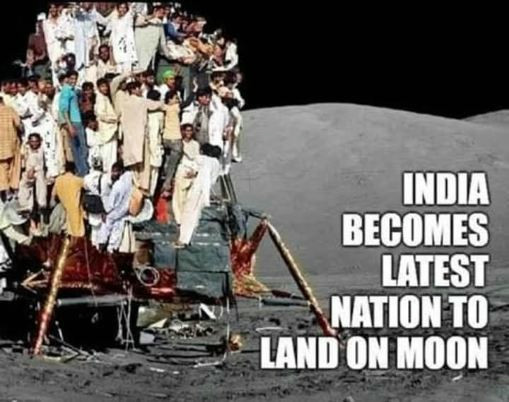 INDIA
BECOMES
LATEST
NATION TO
LAND ON MOON